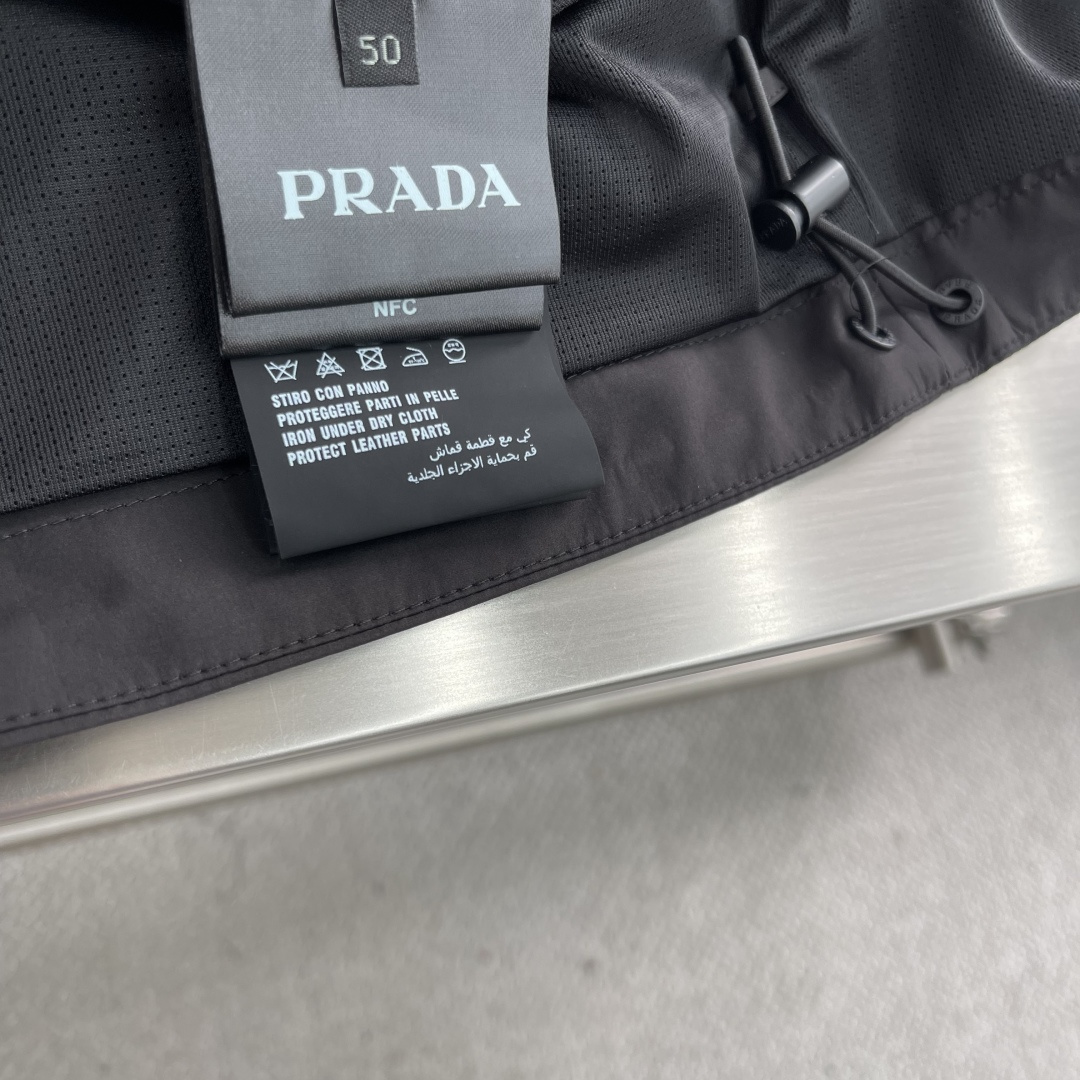 50
PRADA
NFC
STIRO CON PANNO
PROTEGGERE PARTI IN PELLE
IRON UNDER DRY CLOTH
PROTECT LEATHER PARTS
كي مع قطمة قماش
قم بحماية الاجزاء الجلدية